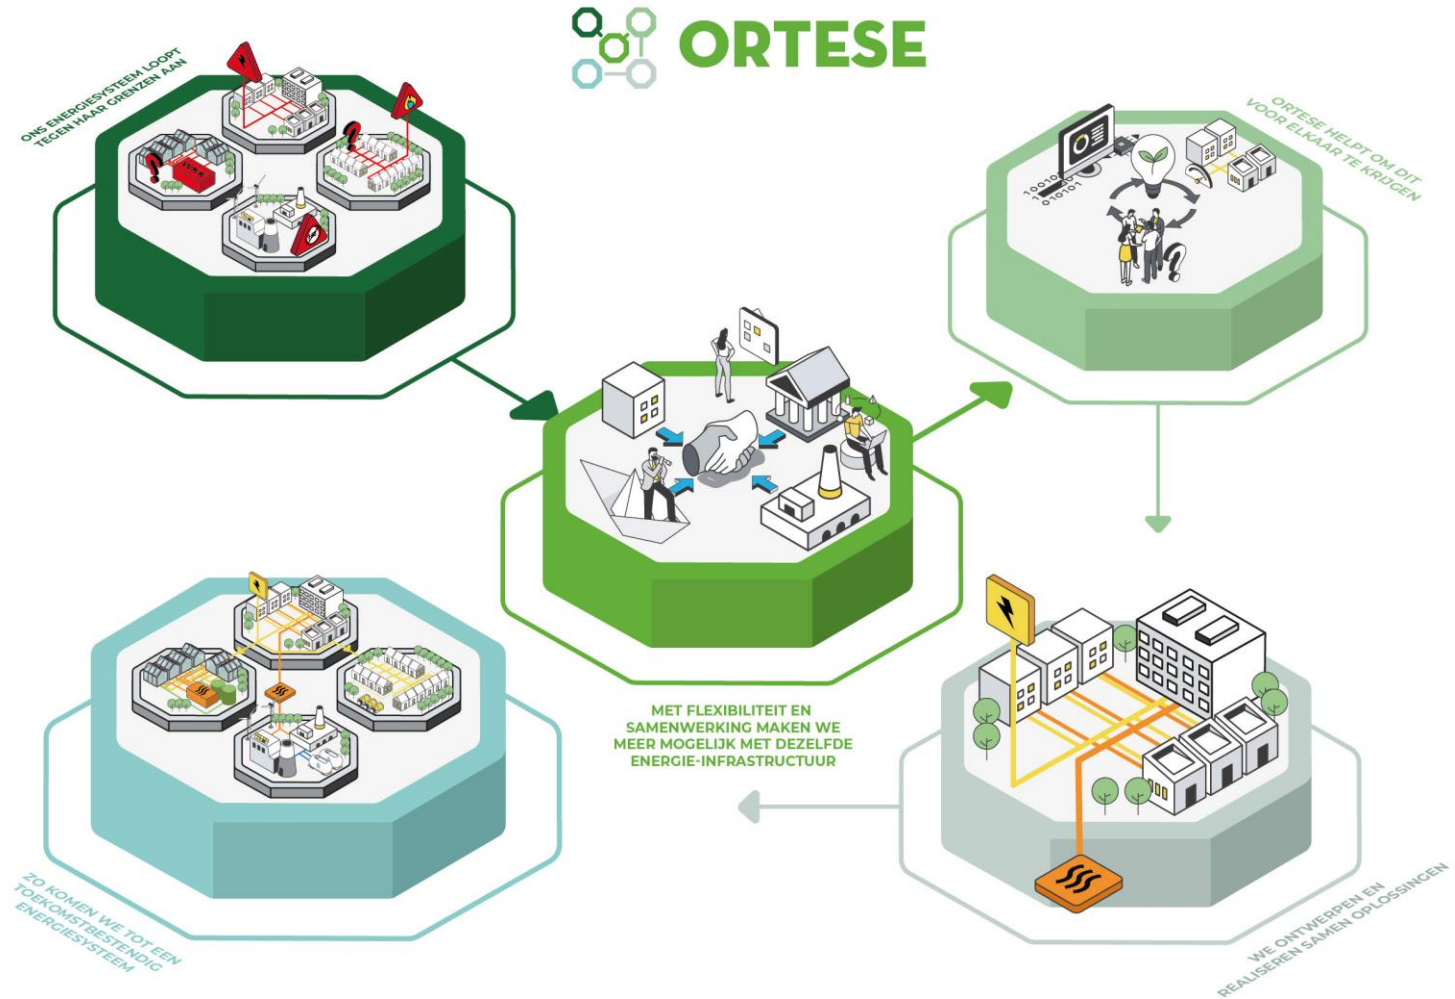 ORTESE
ONS ENERGIESYSTEEM LOOPT
TEGEN HAAR GRENZEN AAN
ORTESE HELPT OM DIT
VOOR ELKAAR TE KRIJGEN
MET FLEXIBILITEIT EN
SAMENWERKING MAKEN WE
MEER MOGELIJK MET DEZELFDE
ENERGIE-INFRASTRUCTUUR
ZO KOMEN WE TOT EEN
TOEKOMSTBESTENDIG
ENERGIESYSTEEM
WE ONTWERPEN EN
REALISEREN SAMEN OPLOSSINGEN